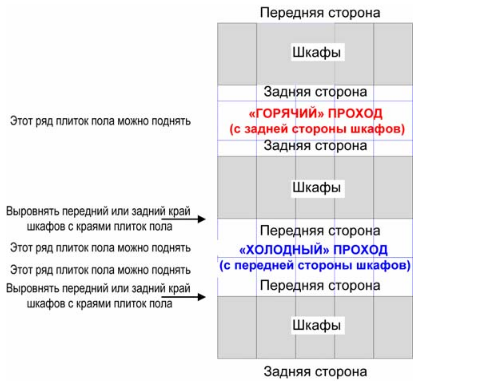 Передняя сторона
Шкафы
Задняя сторона
Этот ряд плиток пола можно поднять
«ГОРЯЧИЙ» ПРОХОД
(с задней стороны шкафов)
Задняя сторона
Шкафы
Выровнять передний или задний край
шкафов с краями плиток пола
Передняя сторона
Этот ряд плиток пола можно поднять
«ХОЛОДНЫЙ» ПРОХОД
(с передней стороны шкафов)
Этот ряд плиток пола можно поднять
Выровнять передний или задний край
шкафов с краями плиток пола
Передняя сторона
Шкафы
Задняя сторона